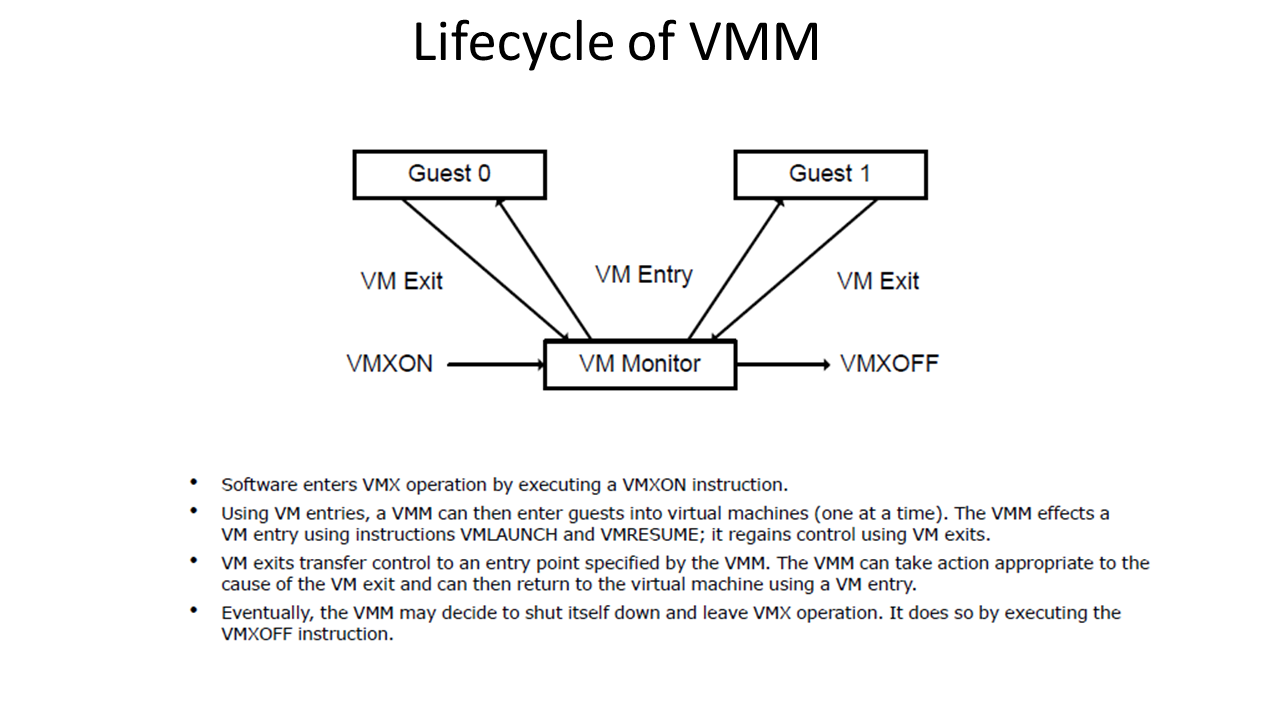 Lifecycle of VMM
Guest 0
Guest 1
VM Exit
VM Entry
VM Exit
VMXON
VM Monitor
VMXOFF
• Software enters VMX operation by executing a VMXON instruction.
• Using VM entries, a VMM can then enter guests into virtual machines (one at a time). The VMM effects a
VM entry using instructions VMLAUNCH and VMRESUME; it regains control using VM exits.
• VM exits transfer control to an entry point specified by the VMM. The VMM can take action appropriate to the
cause of the VM exit and can then return to the virtual machine using a VM entry.
• Eventually, the VMM may decide to shut itself down and leave VMX operation. It does so by executing the
VMXOFF instruction.